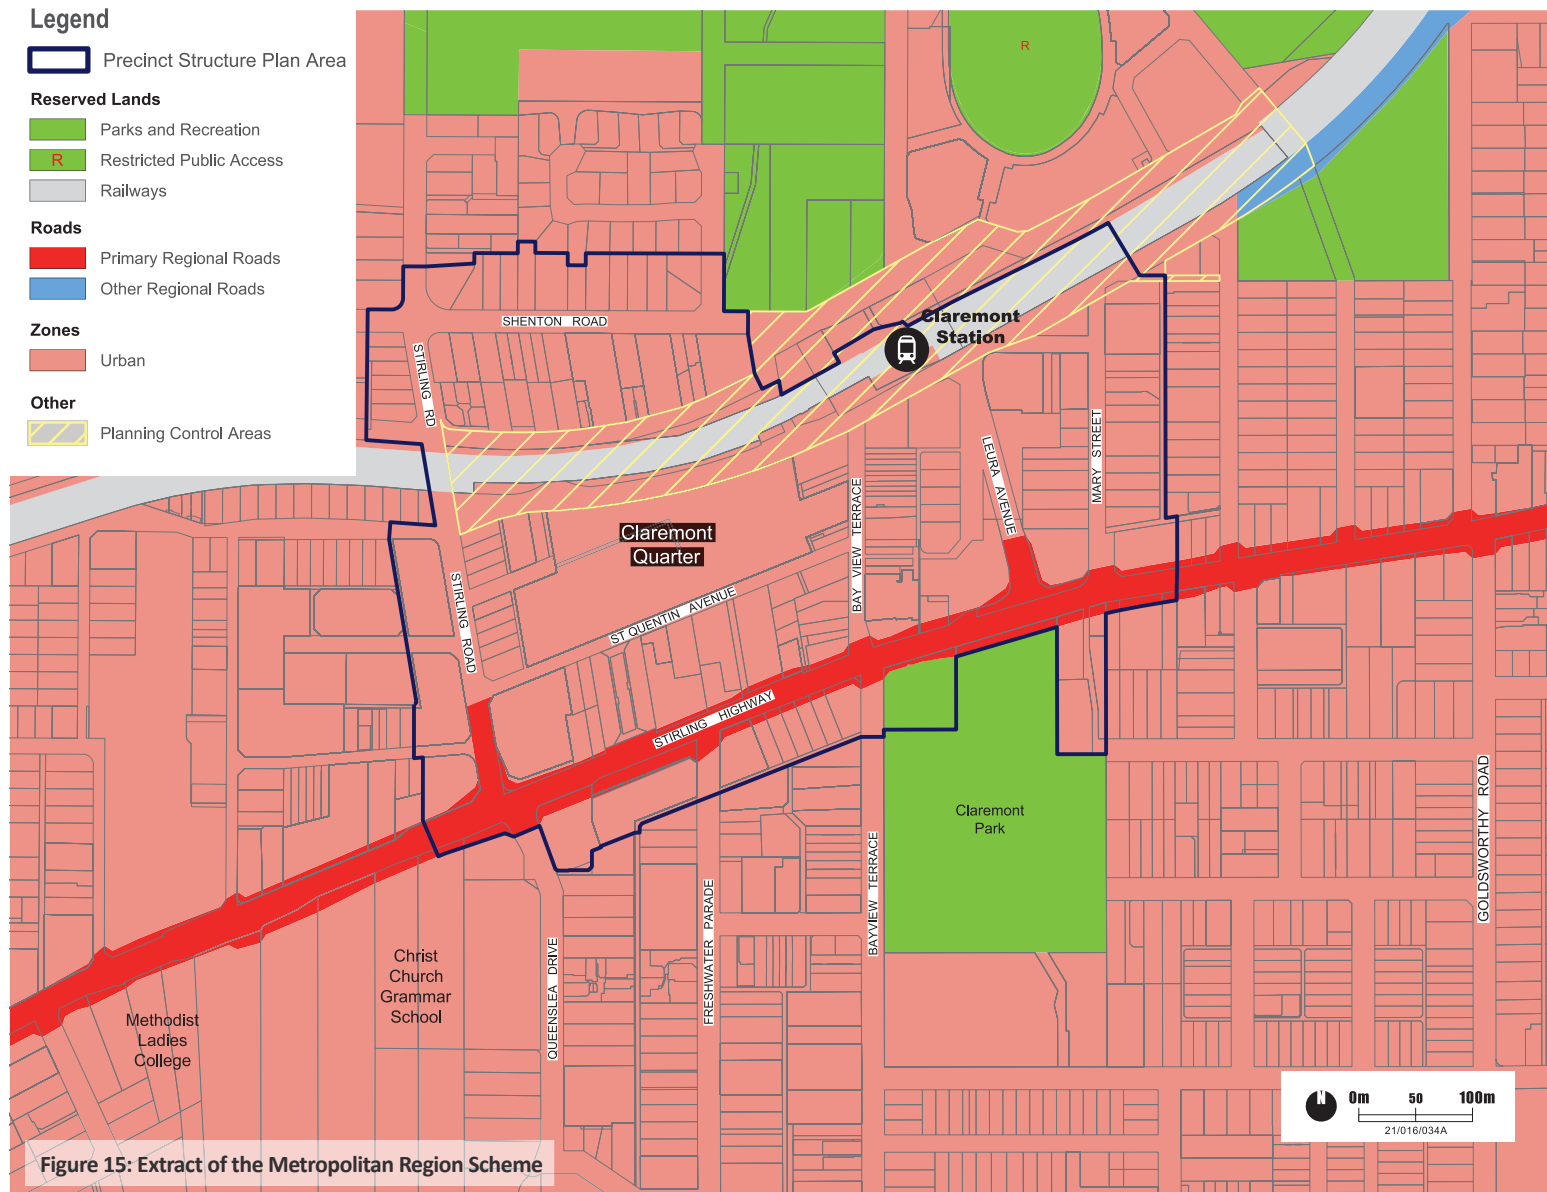 Legend
Precinct Structure Plan Area
Reserved Lands
Parks and Recreation
R
Restricted Public Access
Railways
Roads
Primary Regional Roads
Other Regional Roads
Zones
Urban
Other
Planning Control Areas
R
SHENTON ROAD
STIRLING RD
Claremont
Station
LEURA AVENUE
MARY STREET
BAY VIEW TERRACE
Claremont
Quarter
STIRLING ROAD
ST QUENTIN AVENUE
STIRLING HIGHWAY
Claremont
Park
GOLDSWORTHY ROAD
BAYVIEW TERRACE
FRESHWATER PARADE
QUEENSLEA DRIVE
Christ
Church
Grammar
School
Methodist
Ladies
College
N
0m 50 100m
21/016/034A
Figure 15: Extract of the Metropolitan Region Scheme